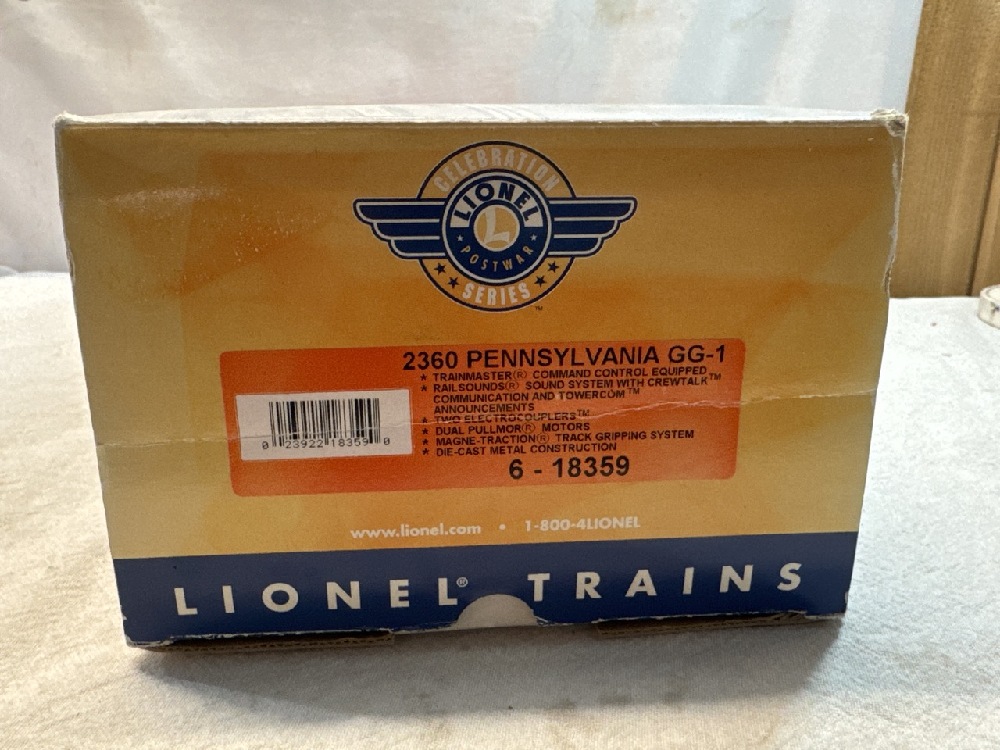 CELEBRATION
LIONEL
L
POSTWAR
SERIES
™
2360 PENNSYLVANIA GG-1
★ TRAINMASTER® COMMAND CONTROL EQUIPPED
★ RAILSOUNDS® SOUND SYSTEM WITH CREWTALK™
COMMUNICATION AND TOWERCOM™
ANNOUNCEMENTS
★ TWO ELECTROCOUPLERS™
★ DUAL PULLMOR® MOTORS
★ MAGNE-TRACTION® TRACK GRIPPING SYSTEM
★ DIE-CAST METAL CONSTRUCTION
6 - 18359
0 23922 18359 0
www.lionel.com • 1-800-4LIONEL
LIONEL® TRAINS